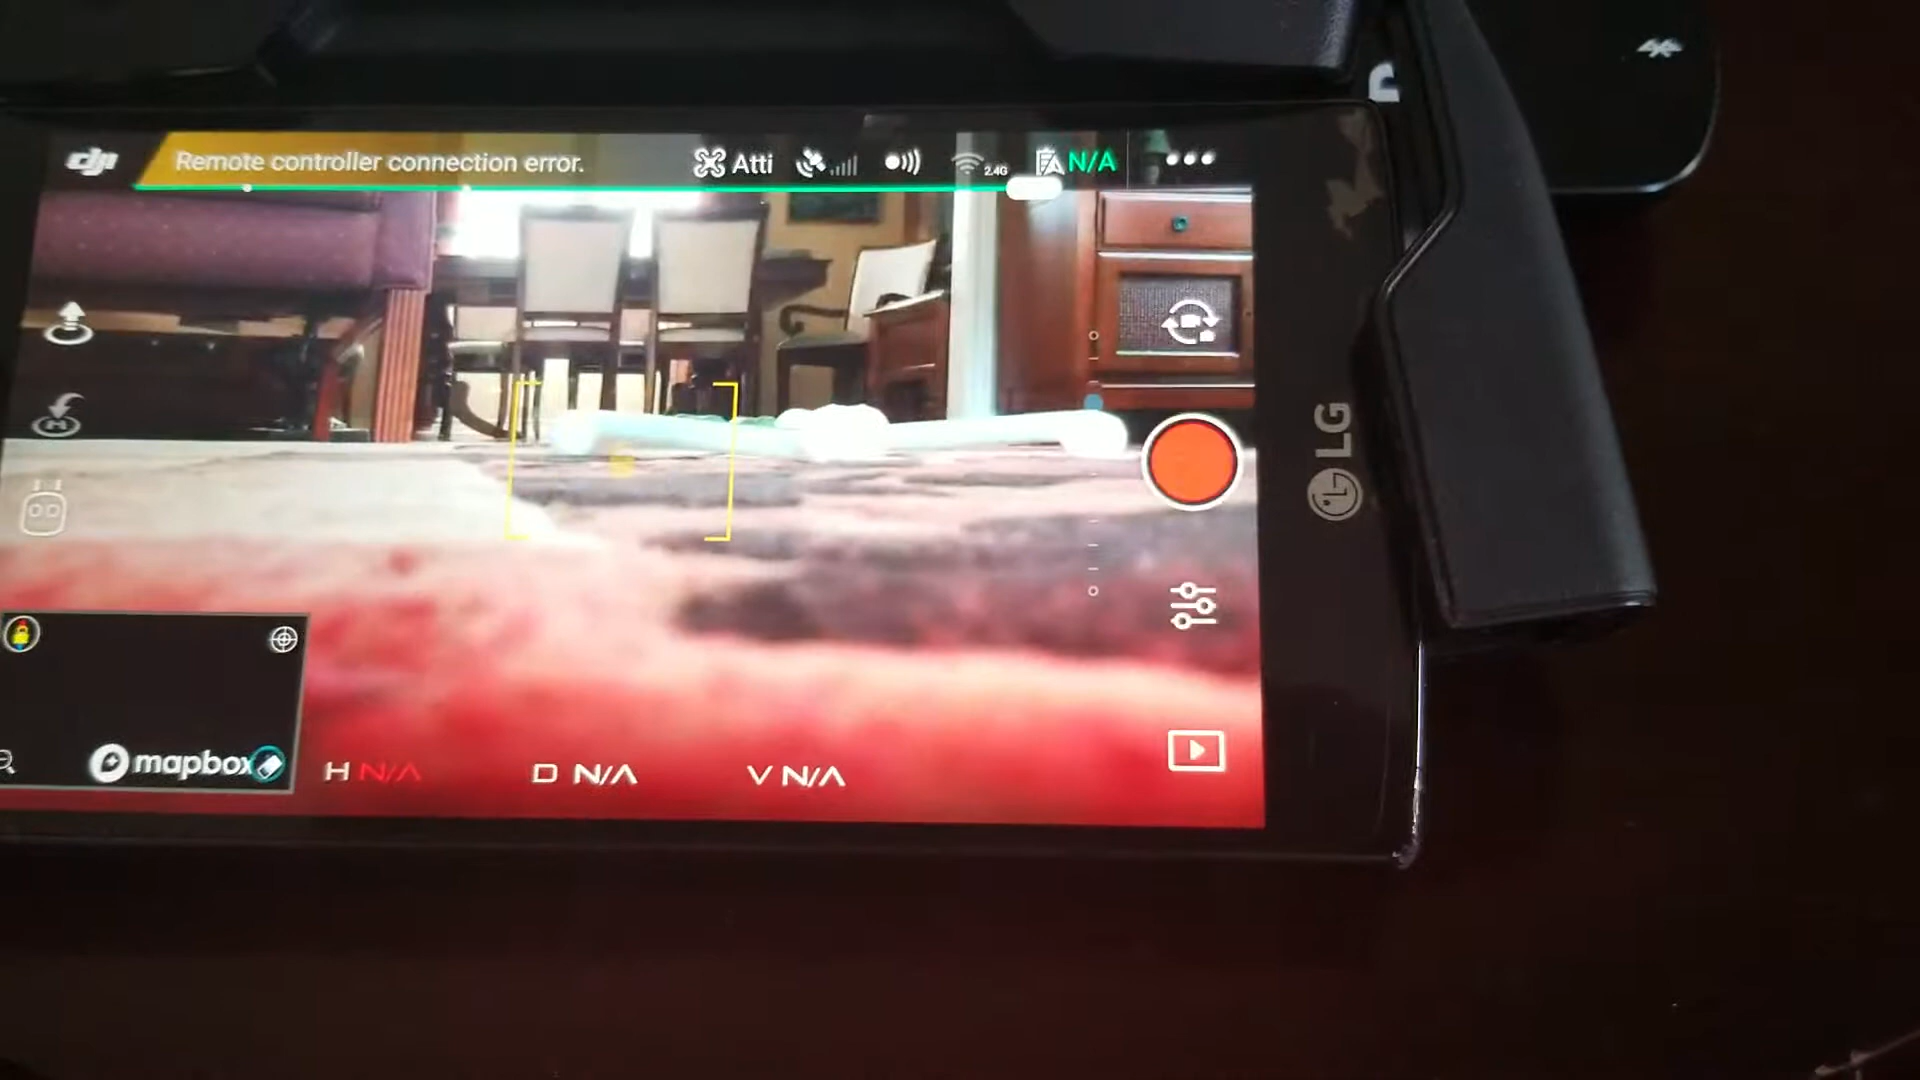 dji Remote controller connection error. Atti 2.4G N/A
mapbox H N/A D N/A V N/A
LG